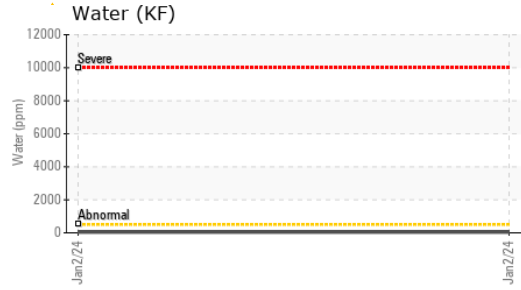 Water (KF)
12000
10000
8000
6000
4000
2000
0
Water (ppm)
Severe
Abnormal
Jan2/24
Jan2/24